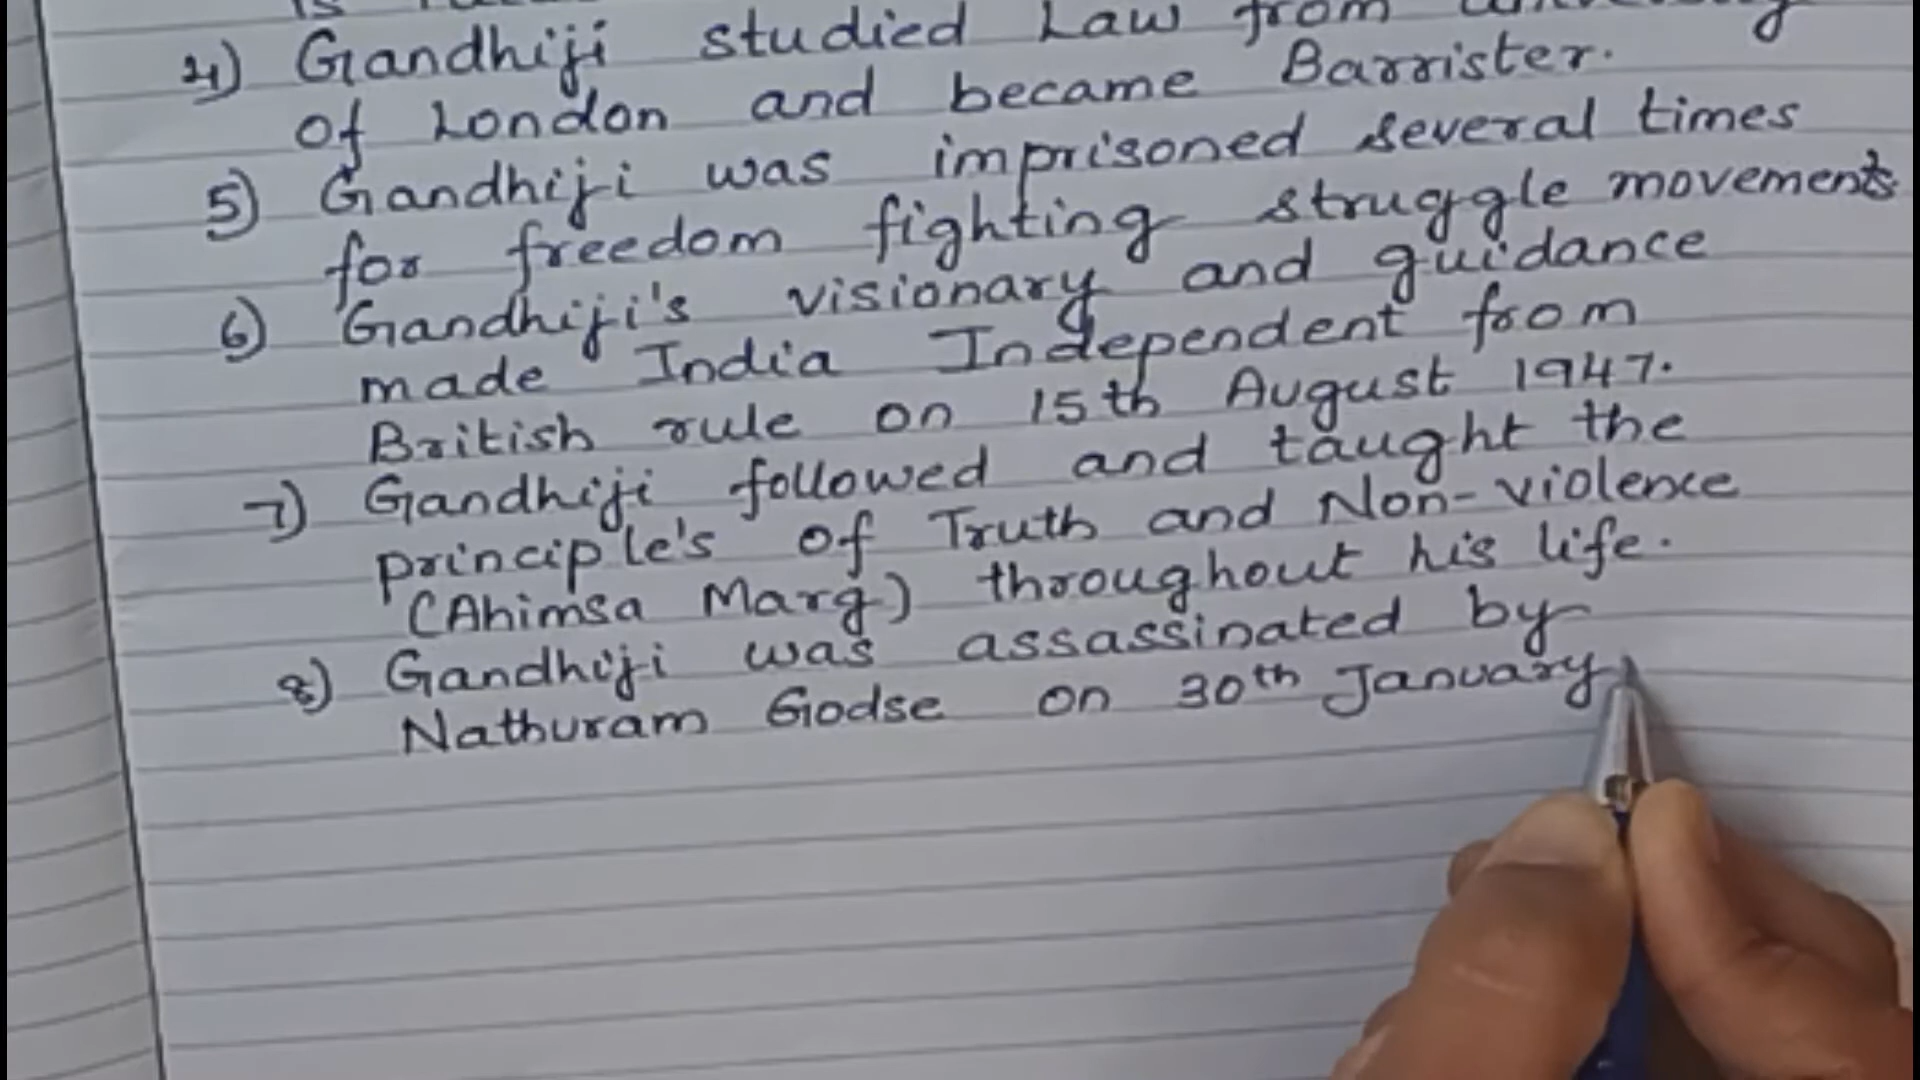 is
4) Gandhiji studied Law from
of London and became Barrister.
5) Gandhiji was imprisoned several times
for freedom fighting struggle movements.
6) Gandhiji's visionary and guidance
made India Independent from
British rule on 15th August 1947.
7) Gandhiji followed and taught the
principle's of Truth and Non-violence
(Ahimsa Marg) throughout his life.
8) Gandhiji was assassinated by
Nathuram Godse on 30th January